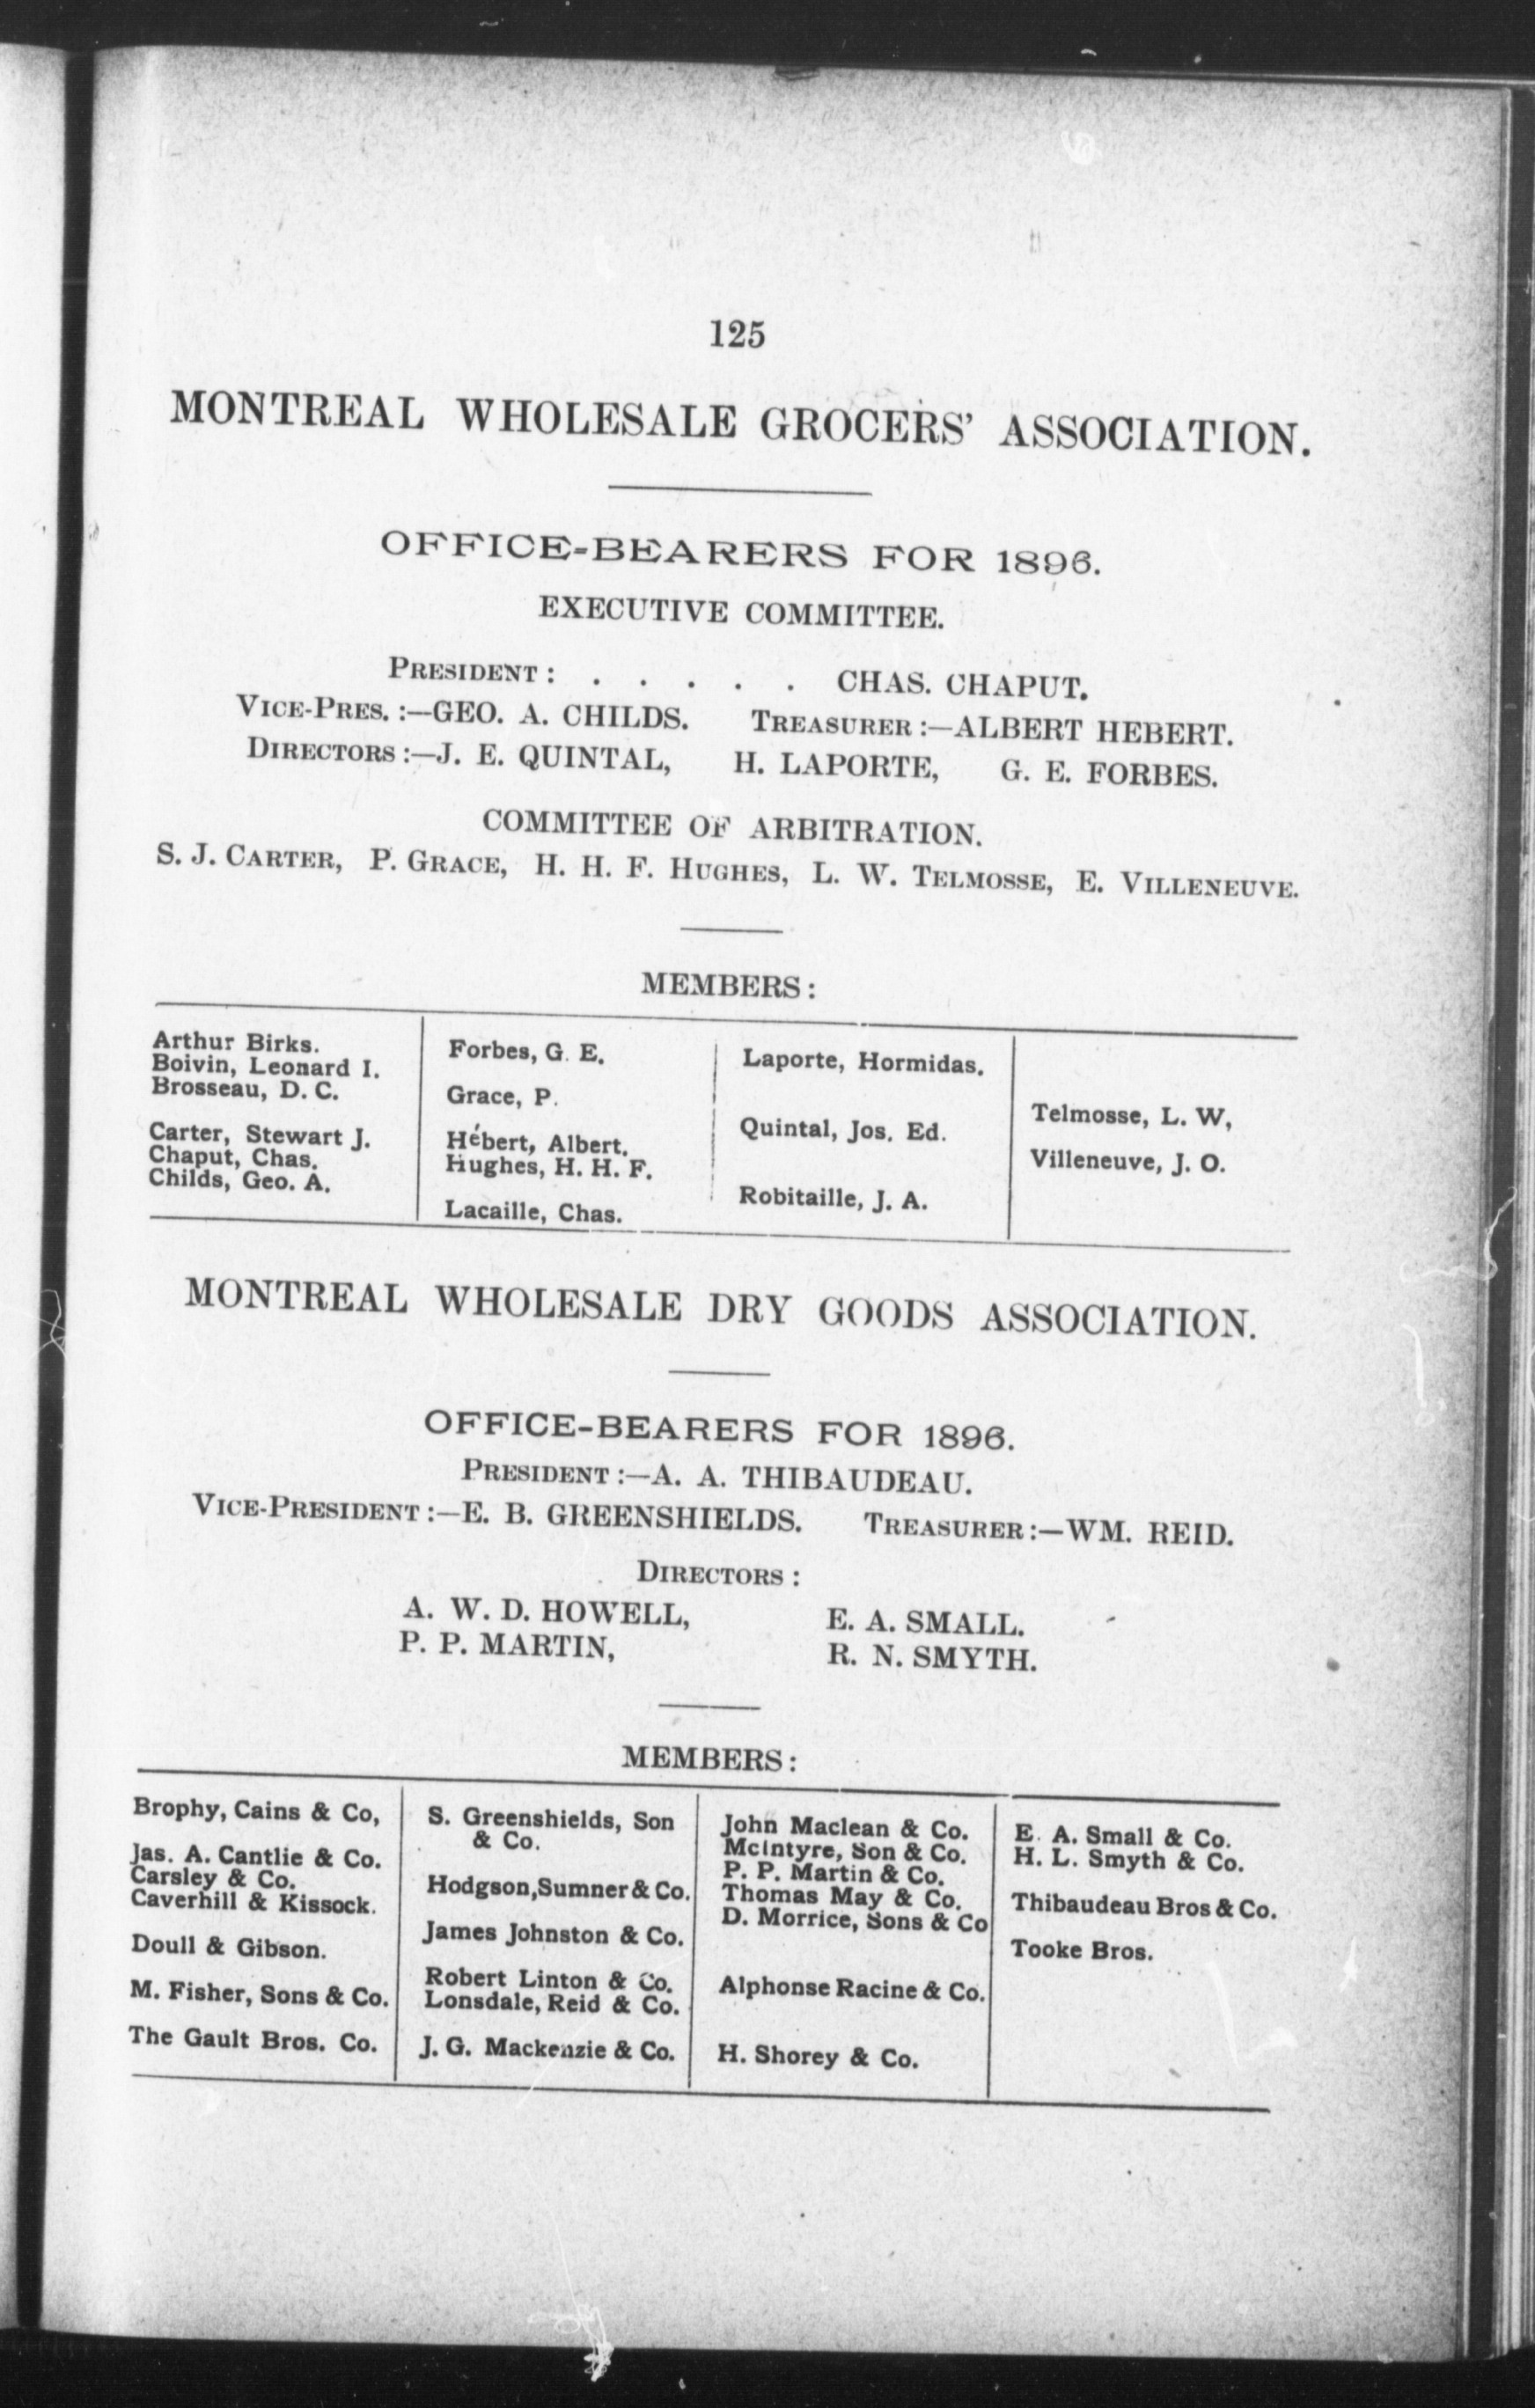 125
MONTREAL WHOLESALE GROCERS' ASSOCIATION.
OFFICE-BEARERS FOR 1896.
EXECUTIVE COMMITTEE.
PRESIDENT : . . . . . CHAS. CHAPUT.
VICE-PRES. :—GEO. A. CHILDS. TREASURER :—ALBERT HEBERT.
DIRECTORS :—J. E. QUINTAL, H. LAPORTE, G. E. FORBES.
COMMITTEE OF ARBITRATION.
S. J. CARTER, P. GRACE, H. H. F. HUGHES, L. W. TELMOSSE, E. VILLENEUVE.
MEMBERS :
Arthur Birks.
Boivin, Leonard I.
Brosseau, D. C.
Carter, Stewart J.
Chaput, Chas.
Childs, Geo. A.
Forbes, G. E.
Grace, P.
Hébert, Albert.
Hughes, H. H. F.
Lacaille, Chas.
Laporte, Hormidas.
Quintal, Jos. Ed.
Robitaille, J. A.
Telmosse, L. W,
Villeneuve, J. O.
MONTREAL WHOLESALE DRY GOODS ASSOCIATION.
OFFICE-BEARERS FOR 1896.
PRESIDENT :—A. A. THIBAUDEAU.
VICE-PRESIDENT :—E. B. GREENSHIELDS. TREASURER :—WM. REID.
DIRECTORS :
A. W. D. HOWELL, E. A. SMALL.
P. P. MARTIN, R. N. SMYTH.
MEMBERS :
Brophy, Cains & Co,
Jas. A. Cantlie & Co.
Carsley & Co.
Caverhill & Kissock.
Doull & Gibson.
M. Fisher, Sons & Co.
The Gault Bros. Co.
S. Greenshields, Son
& Co.
Hodgson, Sumner & Co.
James Johnston & Co.
Robert Linton & Co.
Lonsdale, Reid & Co.
J. G. Mackenzie & Co.
John Maclean & Co.
McIntyre, Son & Co.
P. P. Martin & Co.
Thomas May & Co.
D. Morrice, Sons & Co
Alphonse Racine & Co.
H. Shorey & Co.
E. A. Small & Co.
H. L. Smyth & Co.
Thibaudeau Bros & Co.
Tooke Bros.